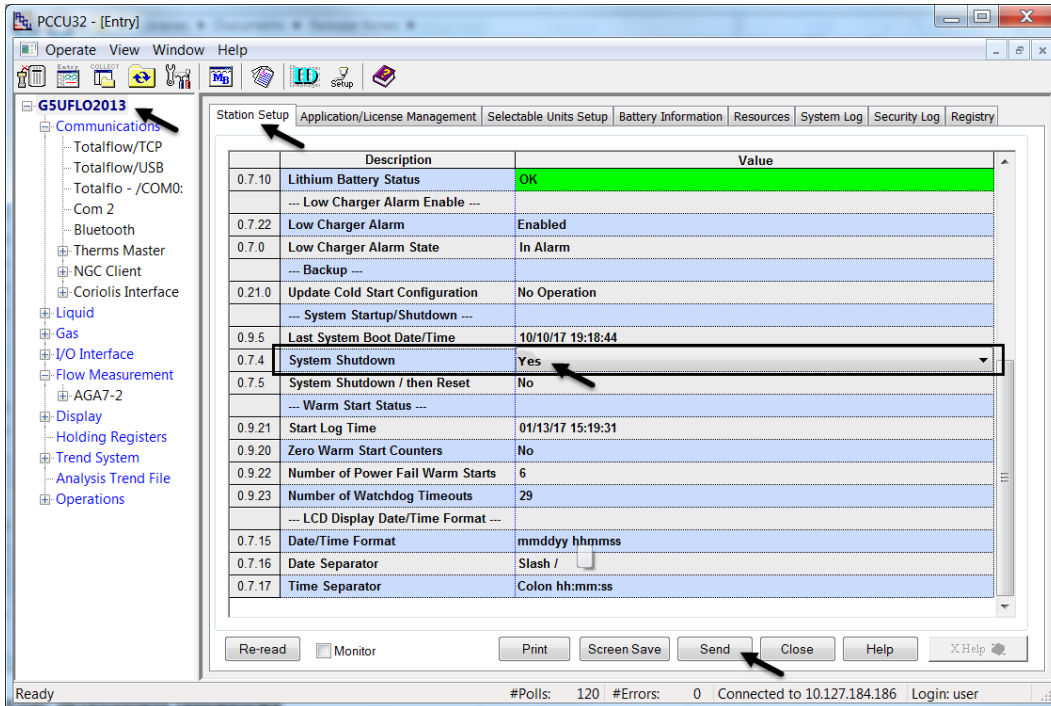 PCCU32 - [Entry]
Operate View Window Help
Entry COLLECT MB ID Setup
G5UFLO2013
Communications
Totalflow/TCP
Totalflow/USB
Totalflo - /COM0:
Com 2
Bluetooth
Therms Master
NGC Client
Coriolis Interface
Liquid
Gas
I/O Interface
Flow Measurement
AGA7-2
Display
Holding Registers
Trend System
Analysis Trend File
Operations
Station Setup Application/License Management Selectable Units Setup Battery Information Resources System Log Security Log Registry
Description Value
0.7.10 Lithium Battery Status OK
--- Low Charger Alarm Enable ---
0.7.22 Low Charger Alarm Enabled
0.7.0 Low Charger Alarm State In Alarm
--- Backup ---
0.21.0 Update Cold Start Configuration No Operation
--- System Startup/Shutdown ---
0.9.5 Last System Boot Date/Time 10/10/17 19:18:44
0.7.4 System Shutdown Yes
0.7.5 System Shutdown / then Reset No
--- Warm Start Status ---
0.9.21 Start Log Time 01/13/17 15:19:31
0.9.20 Zero Warm Start Counters No
0.9.22 Number of Power Fail Warm Starts 6
0.9.23 Number of Watchdog Timeouts 29
--- LCD Display Date/Time Format ---
0.7.15 Date/Time Format mmddyy hhmmss
0.7.16 Date Separator Slash /
0.7.17 Time Separator Colon hh:mm:ss
Re-read Monitor Print Screen Save Send Close Help X Help
Ready #Polls: 120 #Errors: 0 Connected to 10.127.184.186 Login: user